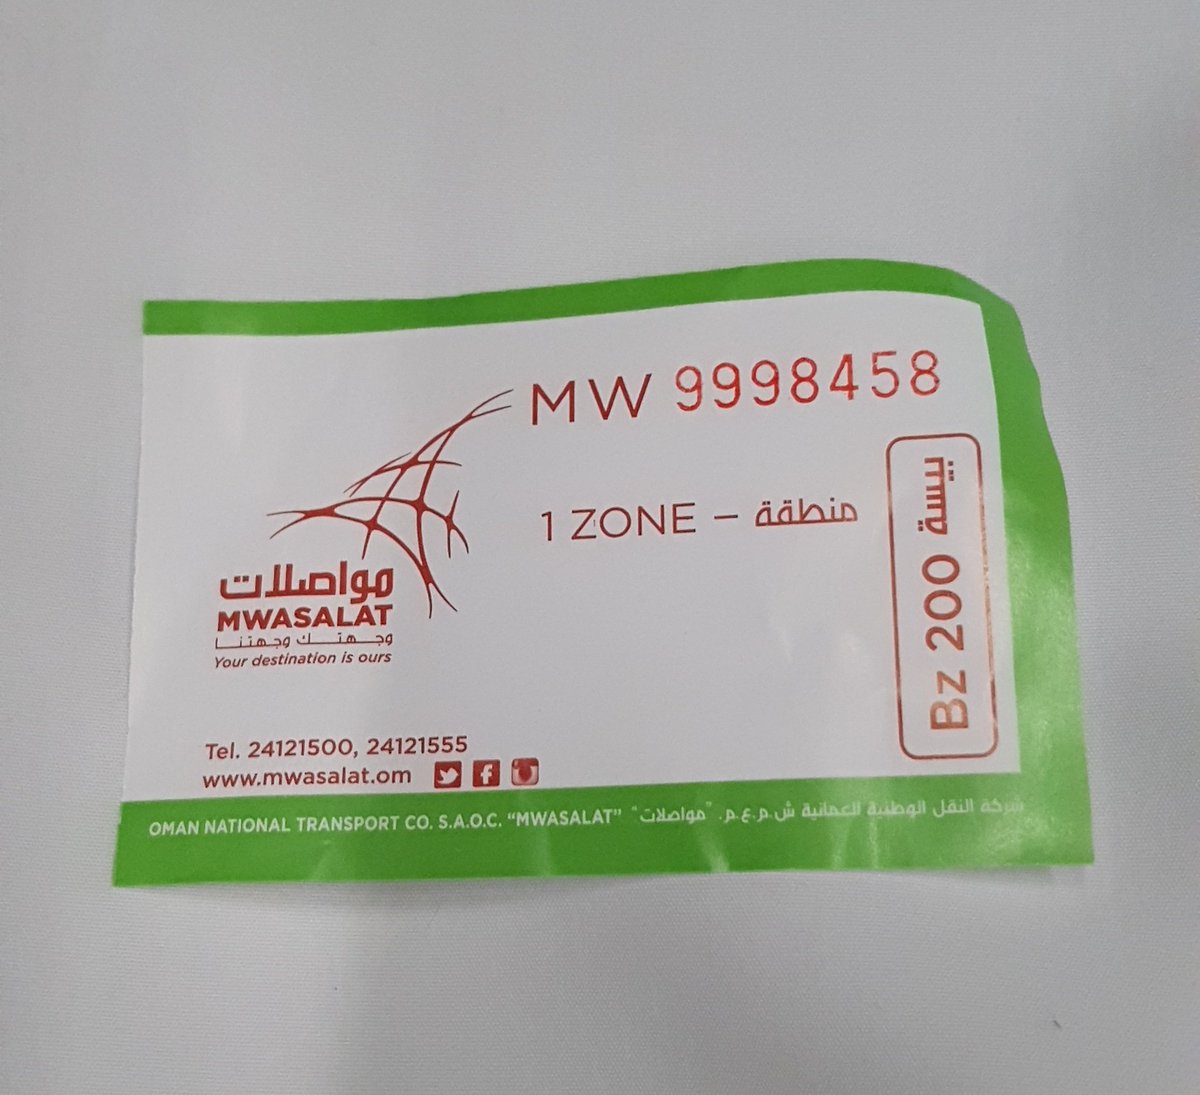 MW 9998458
1 ZONE – منطقة
Bz 200 بيسة
مواصلات
MWASALAT
وجهتك وجهتنا
Your destination is ours
Tel. 24121500, 24121555
www.mwasalat.om
OMAN NATIONAL TRANSPORT CO. S.A.O.C. “MWASALAT” شركة النقل الوطنية العمانية ش.م.ع.م. “مواصلات”